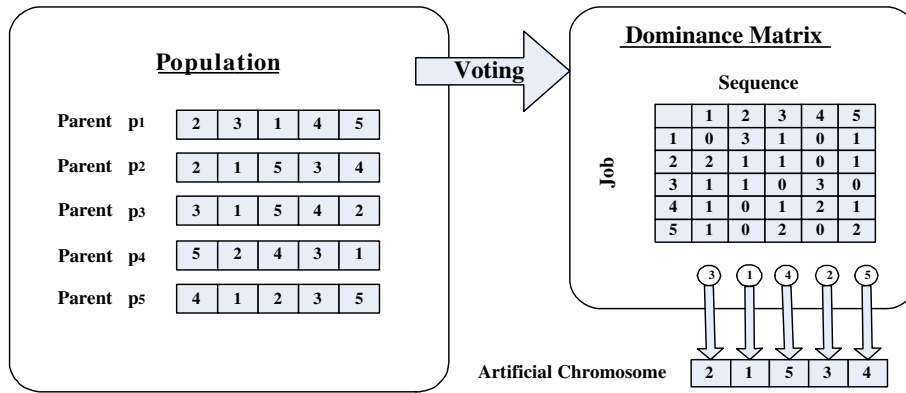 Population
Parent p1 2 3 1 4 5
Parent p2 2 1 5 3 4
Parent p3 3 1 5 4 2
Parent p4 5 2 4 3 1
Parent p5 4 1 2 3 5
Voting
Dominance Matrix
Sequence
Job
1 2 3 4 5
1 0 3 1 0 1
2 2 1 1 0 1
3 1 1 0 3 0
4 1 0 1 2 1
5 1 0 2 0 2
3 1 4 2 5
Artificial Chromosome 2 1 5 3 4